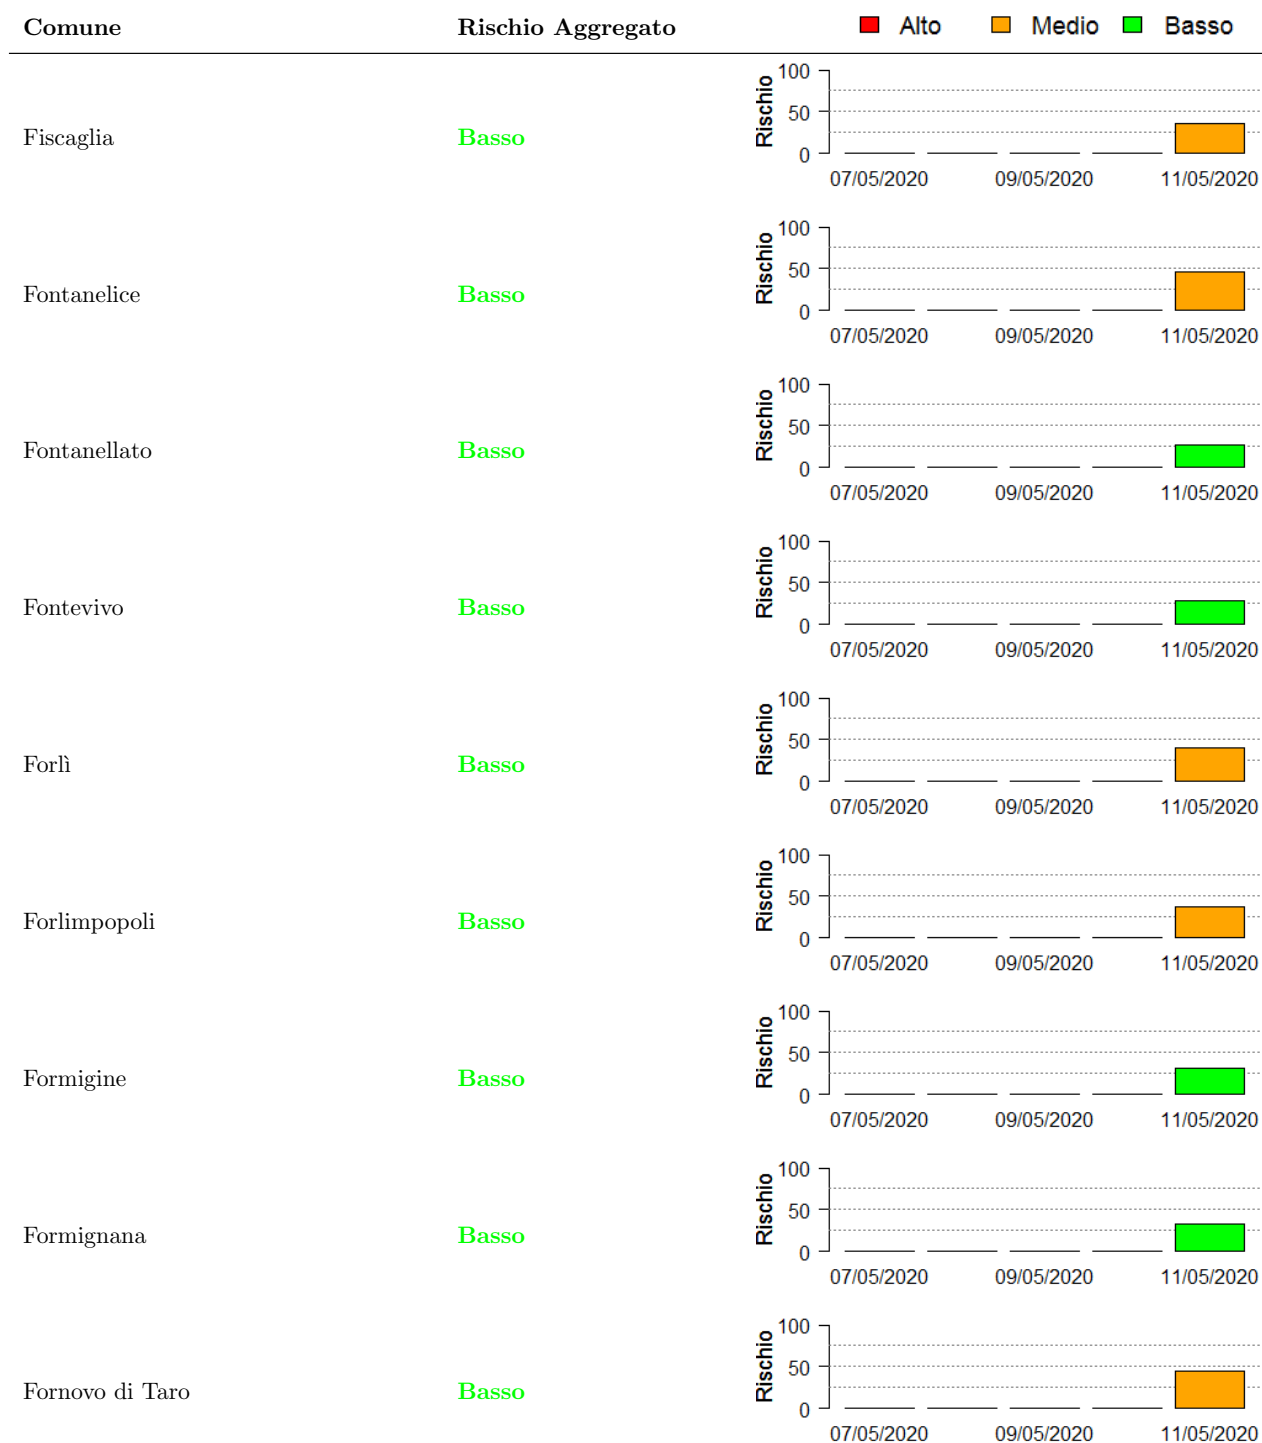 Comune Rischio Aggregato Alto Medio Basso
Fiscaglia Basso
Rischio
100
50
0
07/05/2020 09/05/2020 11/05/2020
Fontanelice Basso
Rischio
100
50
0
07/05/2020 09/05/2020 11/05/2020
Fontanellato Basso
Rischio
100
50
0
07/05/2020 09/05/2020 11/05/2020
Fontevivo Basso
Rischio
100
50
0
07/05/2020 09/05/2020 11/05/2020
Forlì Basso
Rischio
100
50
0
07/05/2020 09/05/2020 11/05/2020
Forlimpopoli Basso
Rischio
100
50
0
07/05/2020 09/05/2020 11/05/2020
Formigine Basso
Rischio
100
50
0
07/05/2020 09/05/2020 11/05/2020
Formignana Basso
Rischio
100
50
0
07/05/2020 09/05/2020 11/05/2020
Fornovo di Taro Basso
Rischio
100
50
0
07/05/2020 09/05/2020 11/05/2020